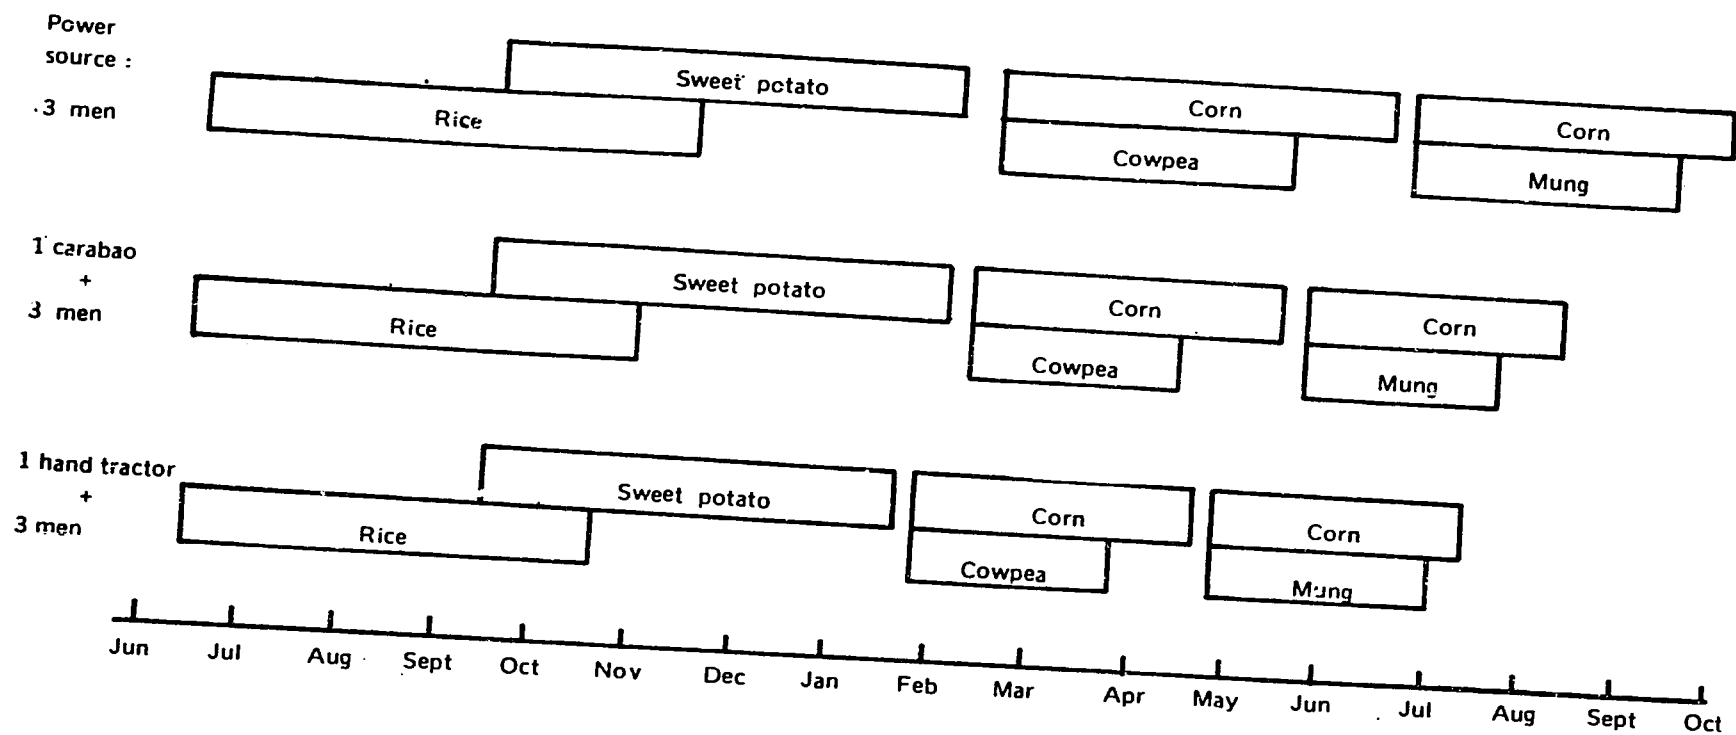 Power
source :
3 men
Sweet potato
Rice
Corn
Cowpea
Corn
Mung
1 carabao
+
3 men
Sweet potato
Rice
Corn
Cowpea
Corn
Mung
1 hand tractor
+
3 men
Sweet potato
Rice
Corn
Cowpea
Corn
Mung
Jun Jul Aug Sept Oct Nov Dec Jan Feb Mar Apr May Jun Jul Aug Sept Oct